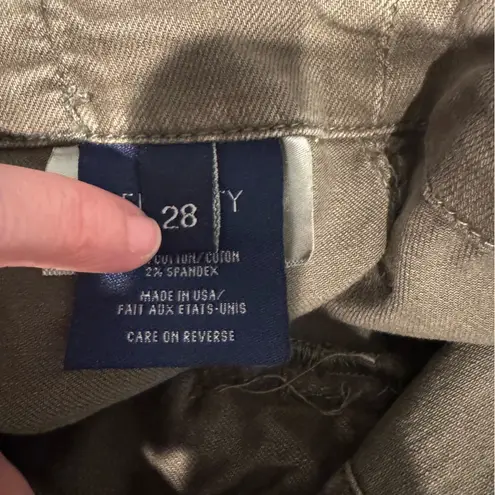 28
Y
COTTON/COTON
2% SPANDEX
MADE IN USA/
FAIT AUX ETATS-UNIS
CARE ON REVERSE